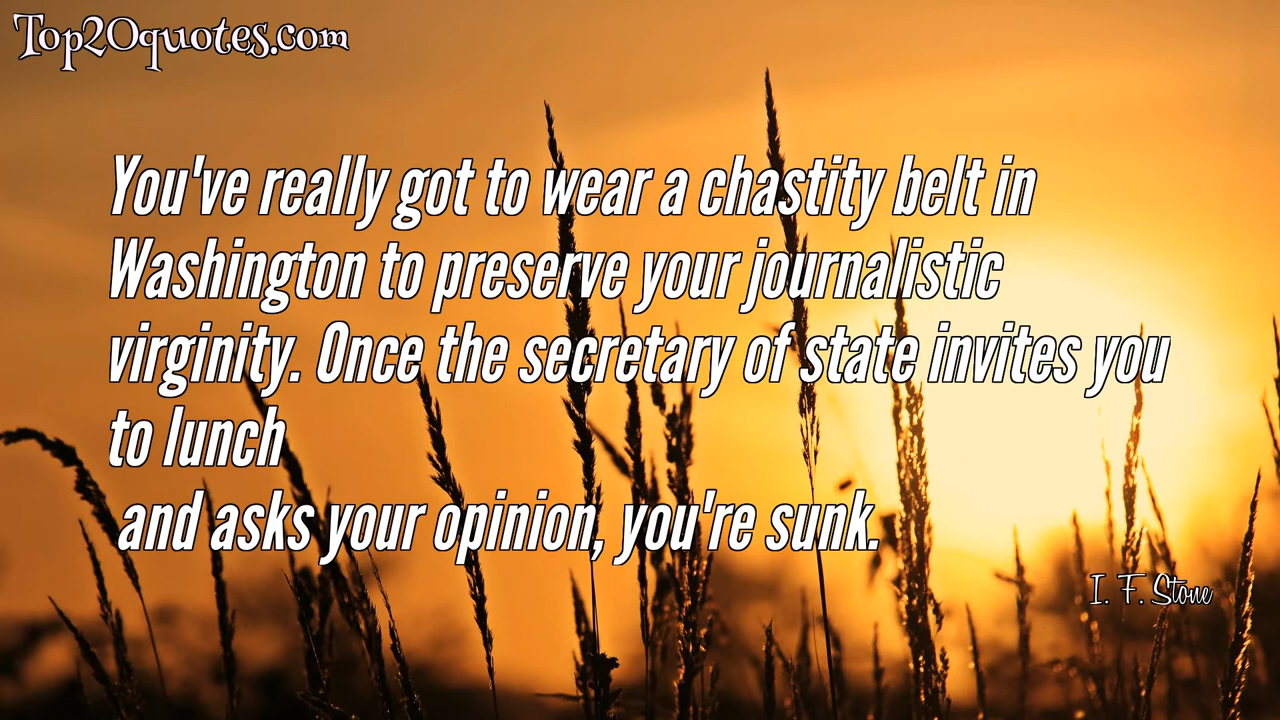 Top20quotes.com
You've really got to wear a chastity belt in
Washington to preserve your journalistic
virginity. Once the secretary of state invites you
to lunch
and asks your opinion, you're sunk.
I. F. Stone